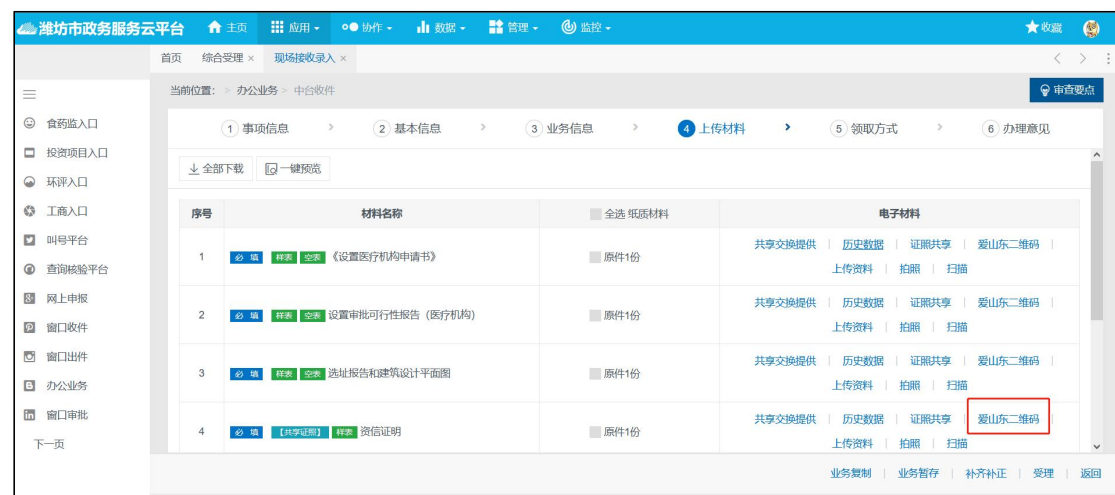 潍坊市政务服务云平台 主页 应用 协作 数据 管理 监控 收藏
首页 综合受理 × 现场接收录入 ×
当前位置： > 办公业务 > 中台收件 审查要点
食药监入口
投资项目入口
环评入口
工商入口
叫号平台
查询核验平台
网上申报
窗口收件
窗口出件
办公业务
窗口审批
下一页
1 事项信息 > 2 基本信息 > 3 业务信息 > 4 上传材料 > 5 领取方式 > 6 办理意见
全部下载 一键预览
序号 材料名称 全选 纸质材料 电子材料
共享交换提供 | 历史数据 | 证照共享 | 爱山东二维码 |
1 必 填 样表 空表 《设置医疗机构申请书》 原件1份
上传资料 | 拍照 | 扫描
共享交换提供 | 历史数据 | 证照共享 | 爱山东二维码 |
2 必 填 样表 空表 设置审批可行性报告（医疗机构） 原件1份
上传资料 | 拍照 | 扫描
共享交换提供 | 历史数据 | 证照共享 | 爱山东二维码 |
3 必 填 样表 空表 选址报告和建筑设计平面图 原件1份
上传资料 | 拍照 | 扫描
共享交换提供 | 历史数据 | 证照共享 | 爱山东二维码 |
4 必 填 【共享证照】 样表 资信证明 原件1份
上传资料 | 拍照 | 扫描
业务复制 | 业务暂存 | 补齐补正 | 受理 | 返回